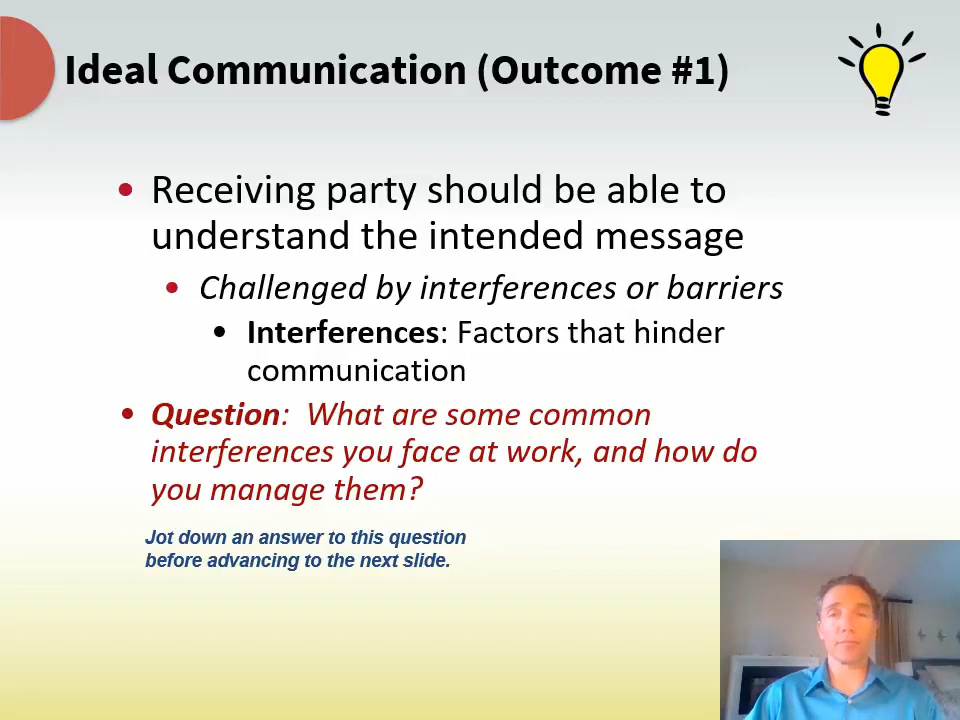 Ideal Communication (Outcome #1)
• Receiving party should be able to
understand the intended message
• Challenged by interferences or barriers
• Interferences: Factors that hinder
communication
• Question:  What are some common
interferences you face at work, and how do
you manage them?
Jot down an answer to this question
before advancing to the next slide.